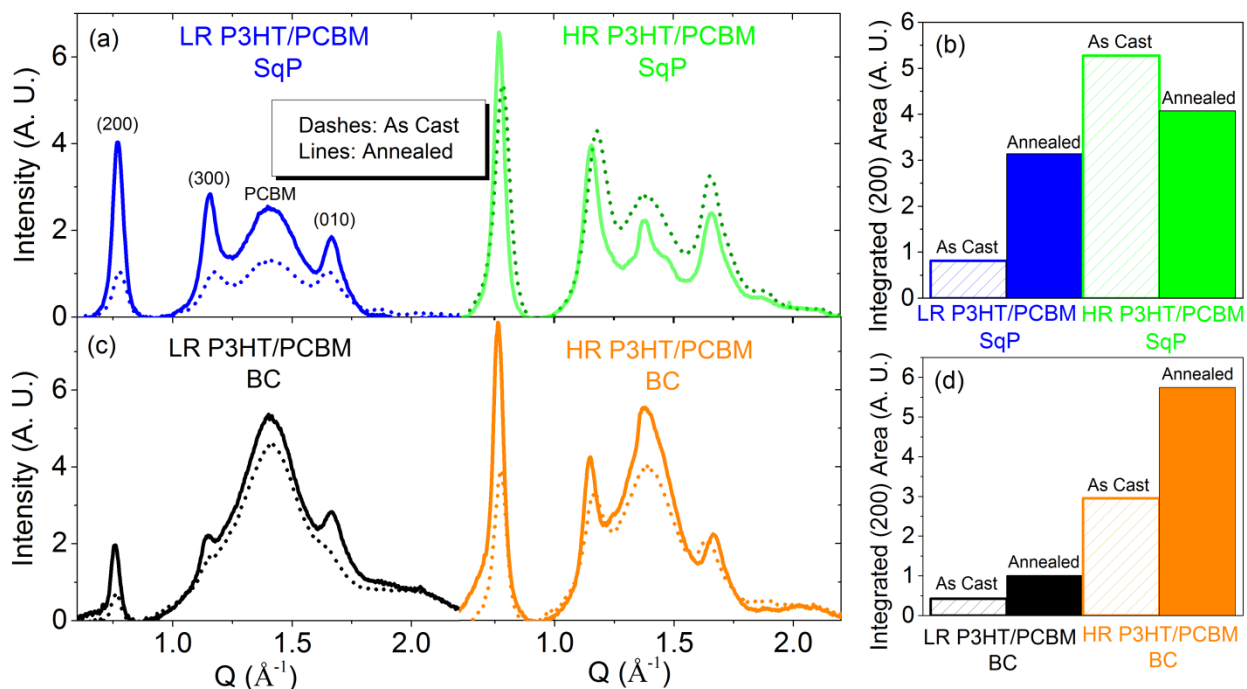 (a)
LR P3HT/PCBM
SqP
HR P3HT/PCBM
SqP
Dashes: As Cast
Lines: Annealed
(200)
(300)
PCBM
(010)
Intensity (A. U.)
6
4
2
0
(b)
As Cast
Annealed
As Cast
Annealed
Integrated (200) Area (A. U.)
6
5
4
3
2
1
0
LR P3HT/PCBM
SqP
HR P3HT/PCBM
SqP
(c)
LR P3HT/PCBM
BC
HR P3HT/PCBM
BC
Intensity (A. U.)
6
4
2
0
1.0 1.5 2.0 1.0 1.5 2.0
Q (Å⁻¹) Q (Å⁻¹)
(d)
As Cast
Annealed
As Cast
Annealed
Integrated (200) Area (A. U.)
6
5
4
3
2
1
0
LR P3HT/PCBM
BC
HR P3HT/PCBM
BC